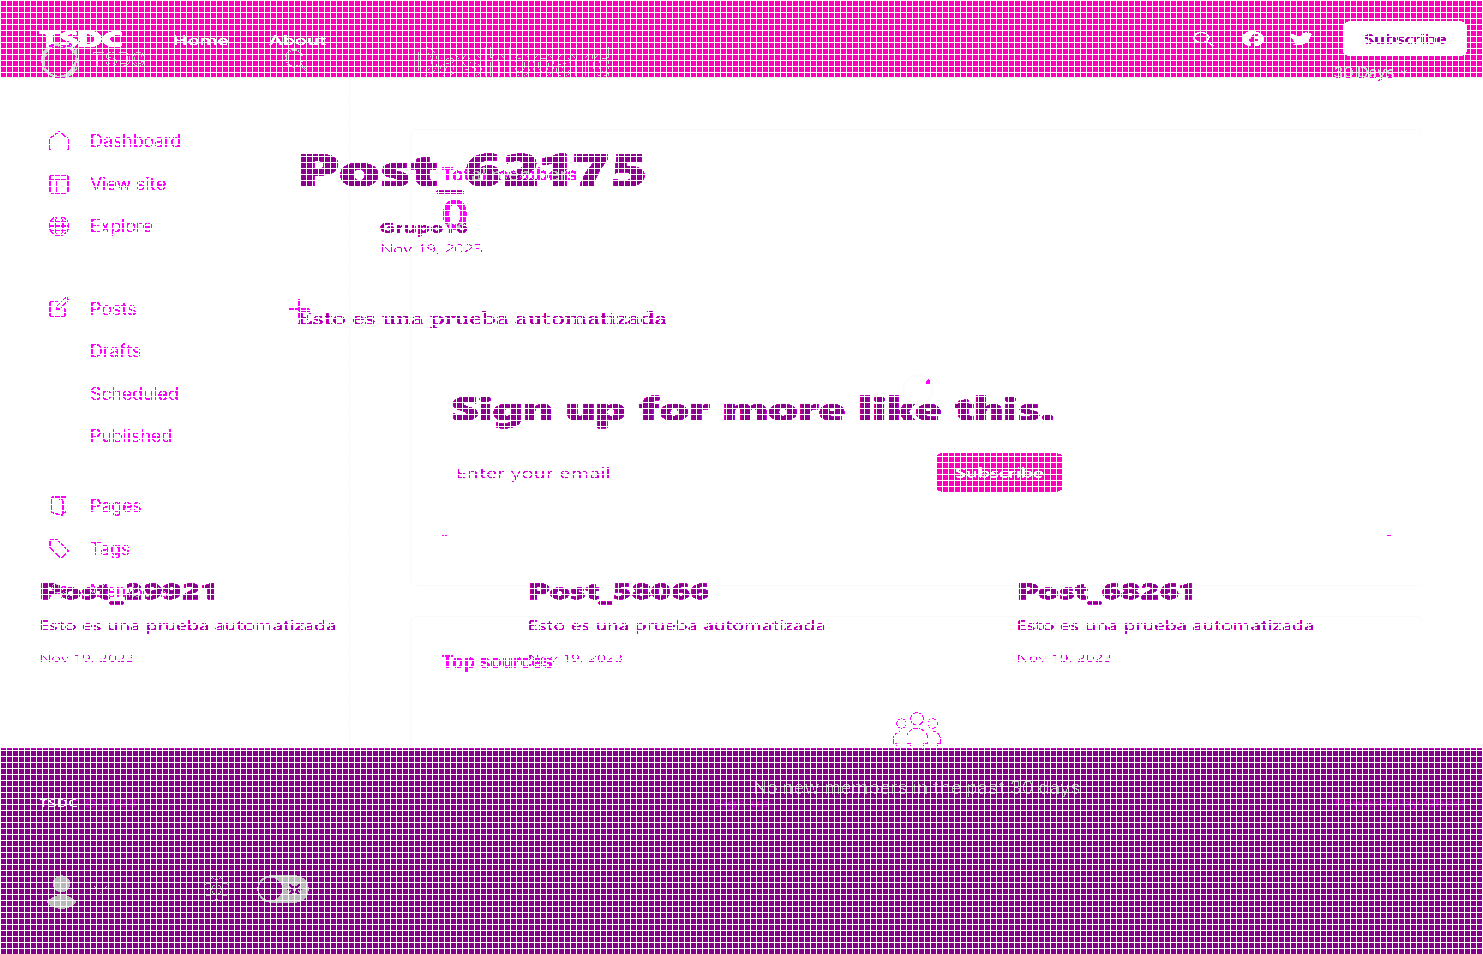 TSDC Home About Subscribe
TSDC Dashboard
30 Days
Dashboard
Post_62175
Total members
View site
0
Explore
Grupo 18
Nov 19, 2023
Posts
Esto es una prueba automatizada
Drafts
Scheduled
Sign up for more like this.
Published
Enter your email Subscribe
Pages
Tags
Post_29921 Post_58066 Post_68261
Esto es una prueba automatizada Esto es una prueba automatizada Esto es una prueba automatizada
Nov 19, 2023 Nov 19, 2023 Nov 19, 2023
Top sources
No new members in the past 30 days
TSDC